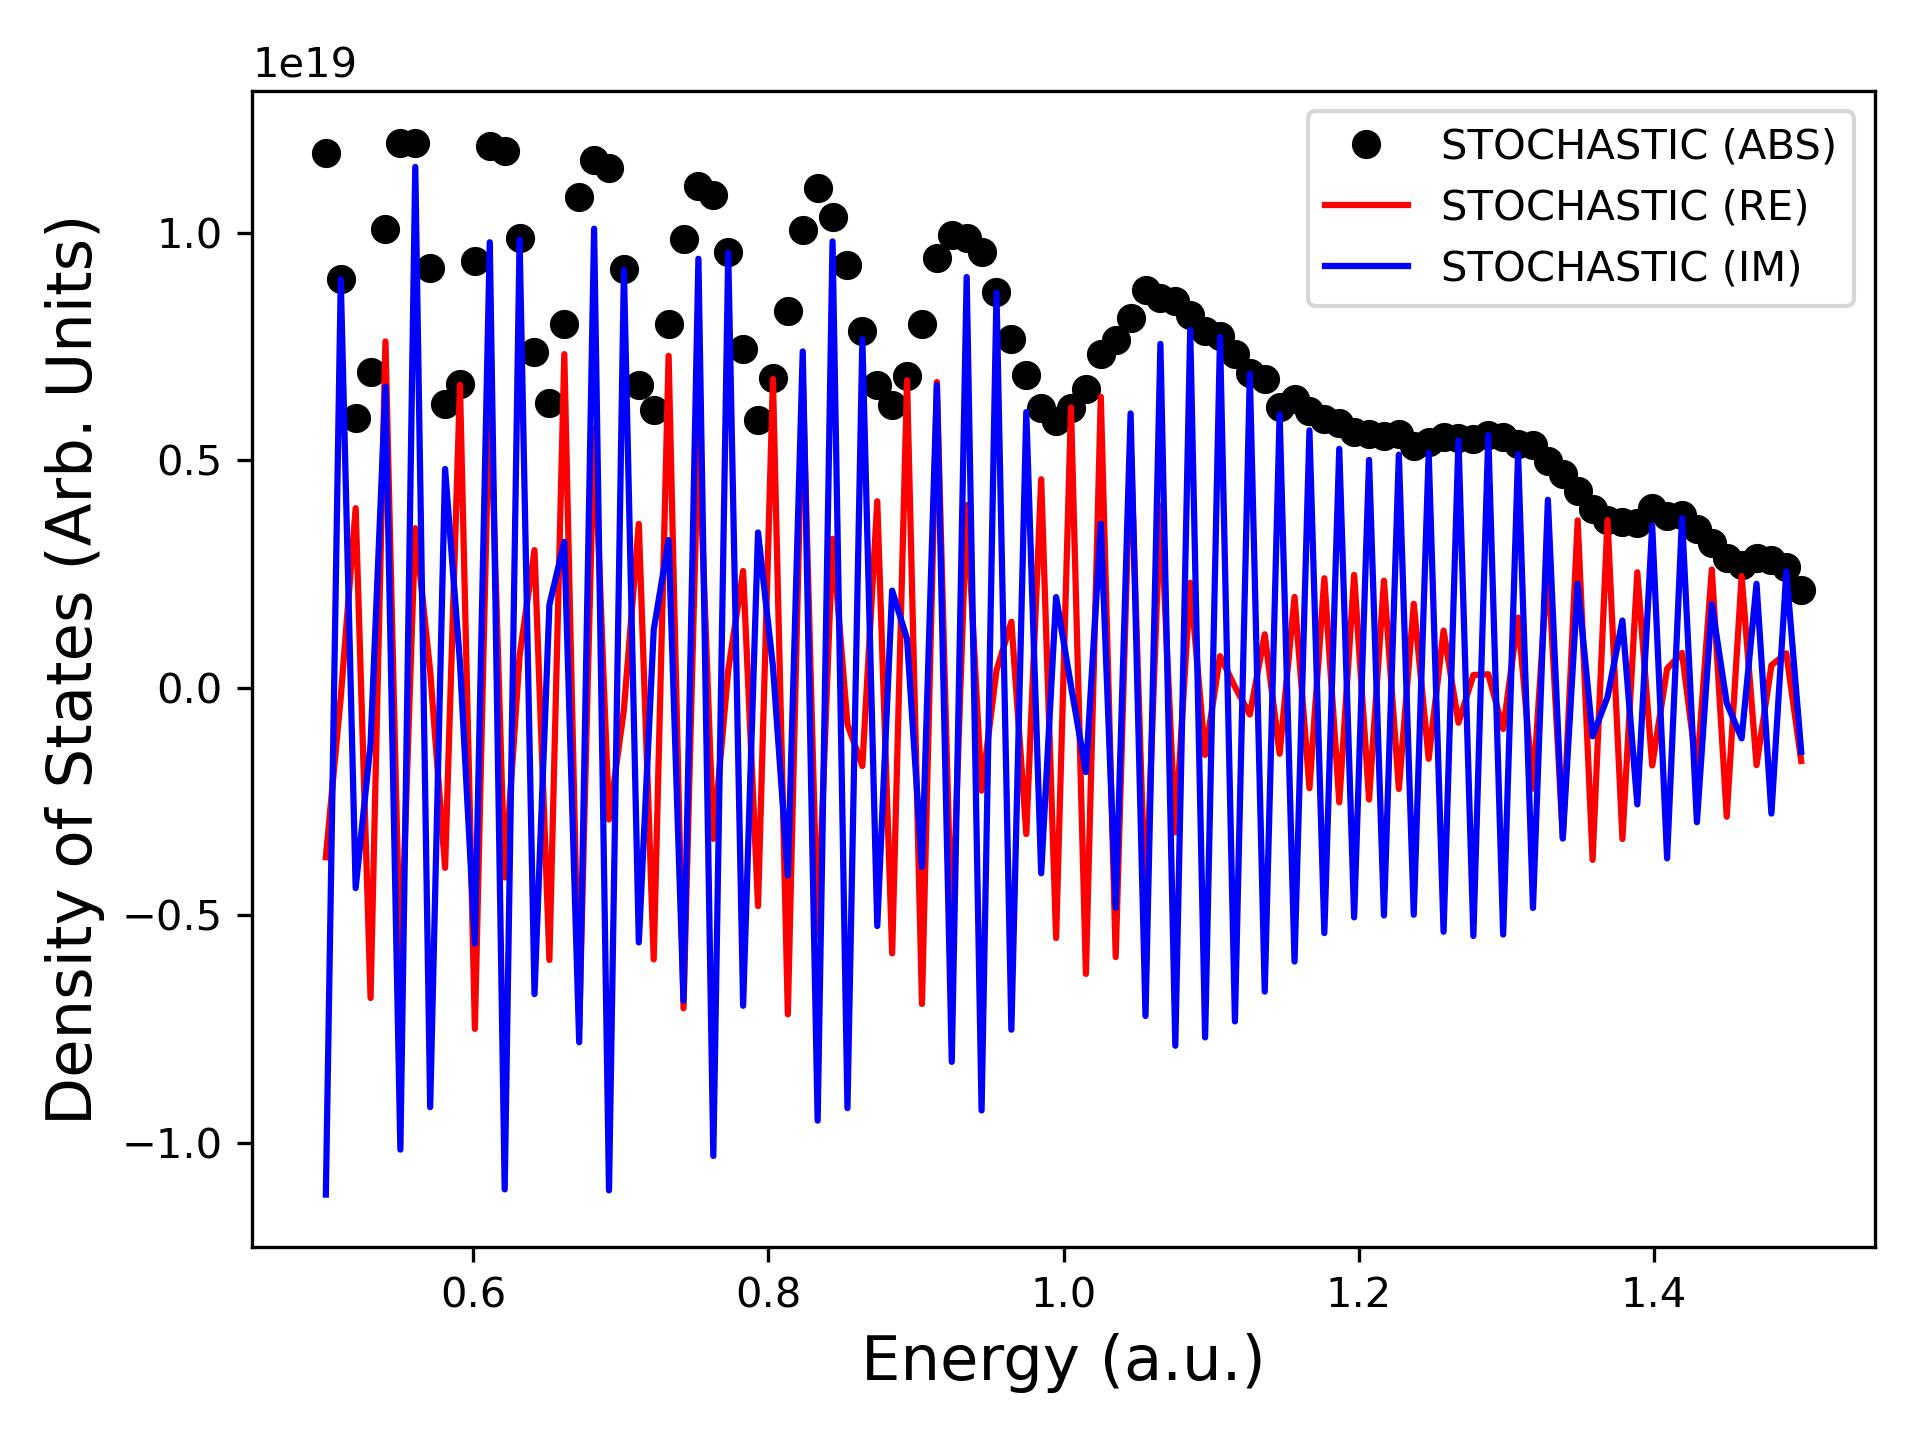 1e19
STOCHASTIC (ABS)
STOCHASTIC (RE)
STOCHASTIC (IM)
Density of States (Arb. Units)
1.0
0.5
0.0
−0.5
−1.0
0.6 0.8 1.0 1.2 1.4
Energy (a.u.)